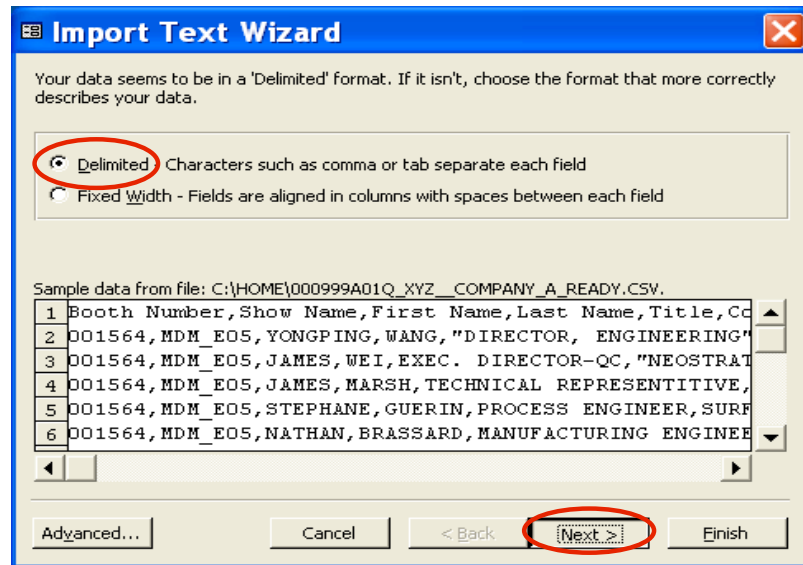 Import Text Wizard
Your data seems to be in a 'Delimited' format. If it isn't, choose the format that more correctly
describes your data.
Delimited - Characters such as comma or tab separate each field
Fixed Width - Fields are aligned in columns with spaces between each field
Sample data from file: C:\HOME\000999A01Q_XYZ__COMPANY_A_READY.CSV.
1 Booth Number,Show Name,First Name,Last Name,Title,Co
2 001564,MDM_E05,YONGPING,WANG,"DIRECTOR, ENGINEERING"
3 001564,MDM_E05,JAMES,WEI,EXEC. DIRECTOR-QC,"NEOSTRAT
4 001564,MDM_E05,JAMES,MARSH,TECHNICAL REPRESENTITIVE,
5 001564,MDM_E05,STEPHANE,GUERIN,PROCESS ENGINEER,SURF
6 001564,MDM_E05,NATHAN,BRASSARD,MANUFACTURING ENGINEE
Advanced... Cancel < Back Next > Finish